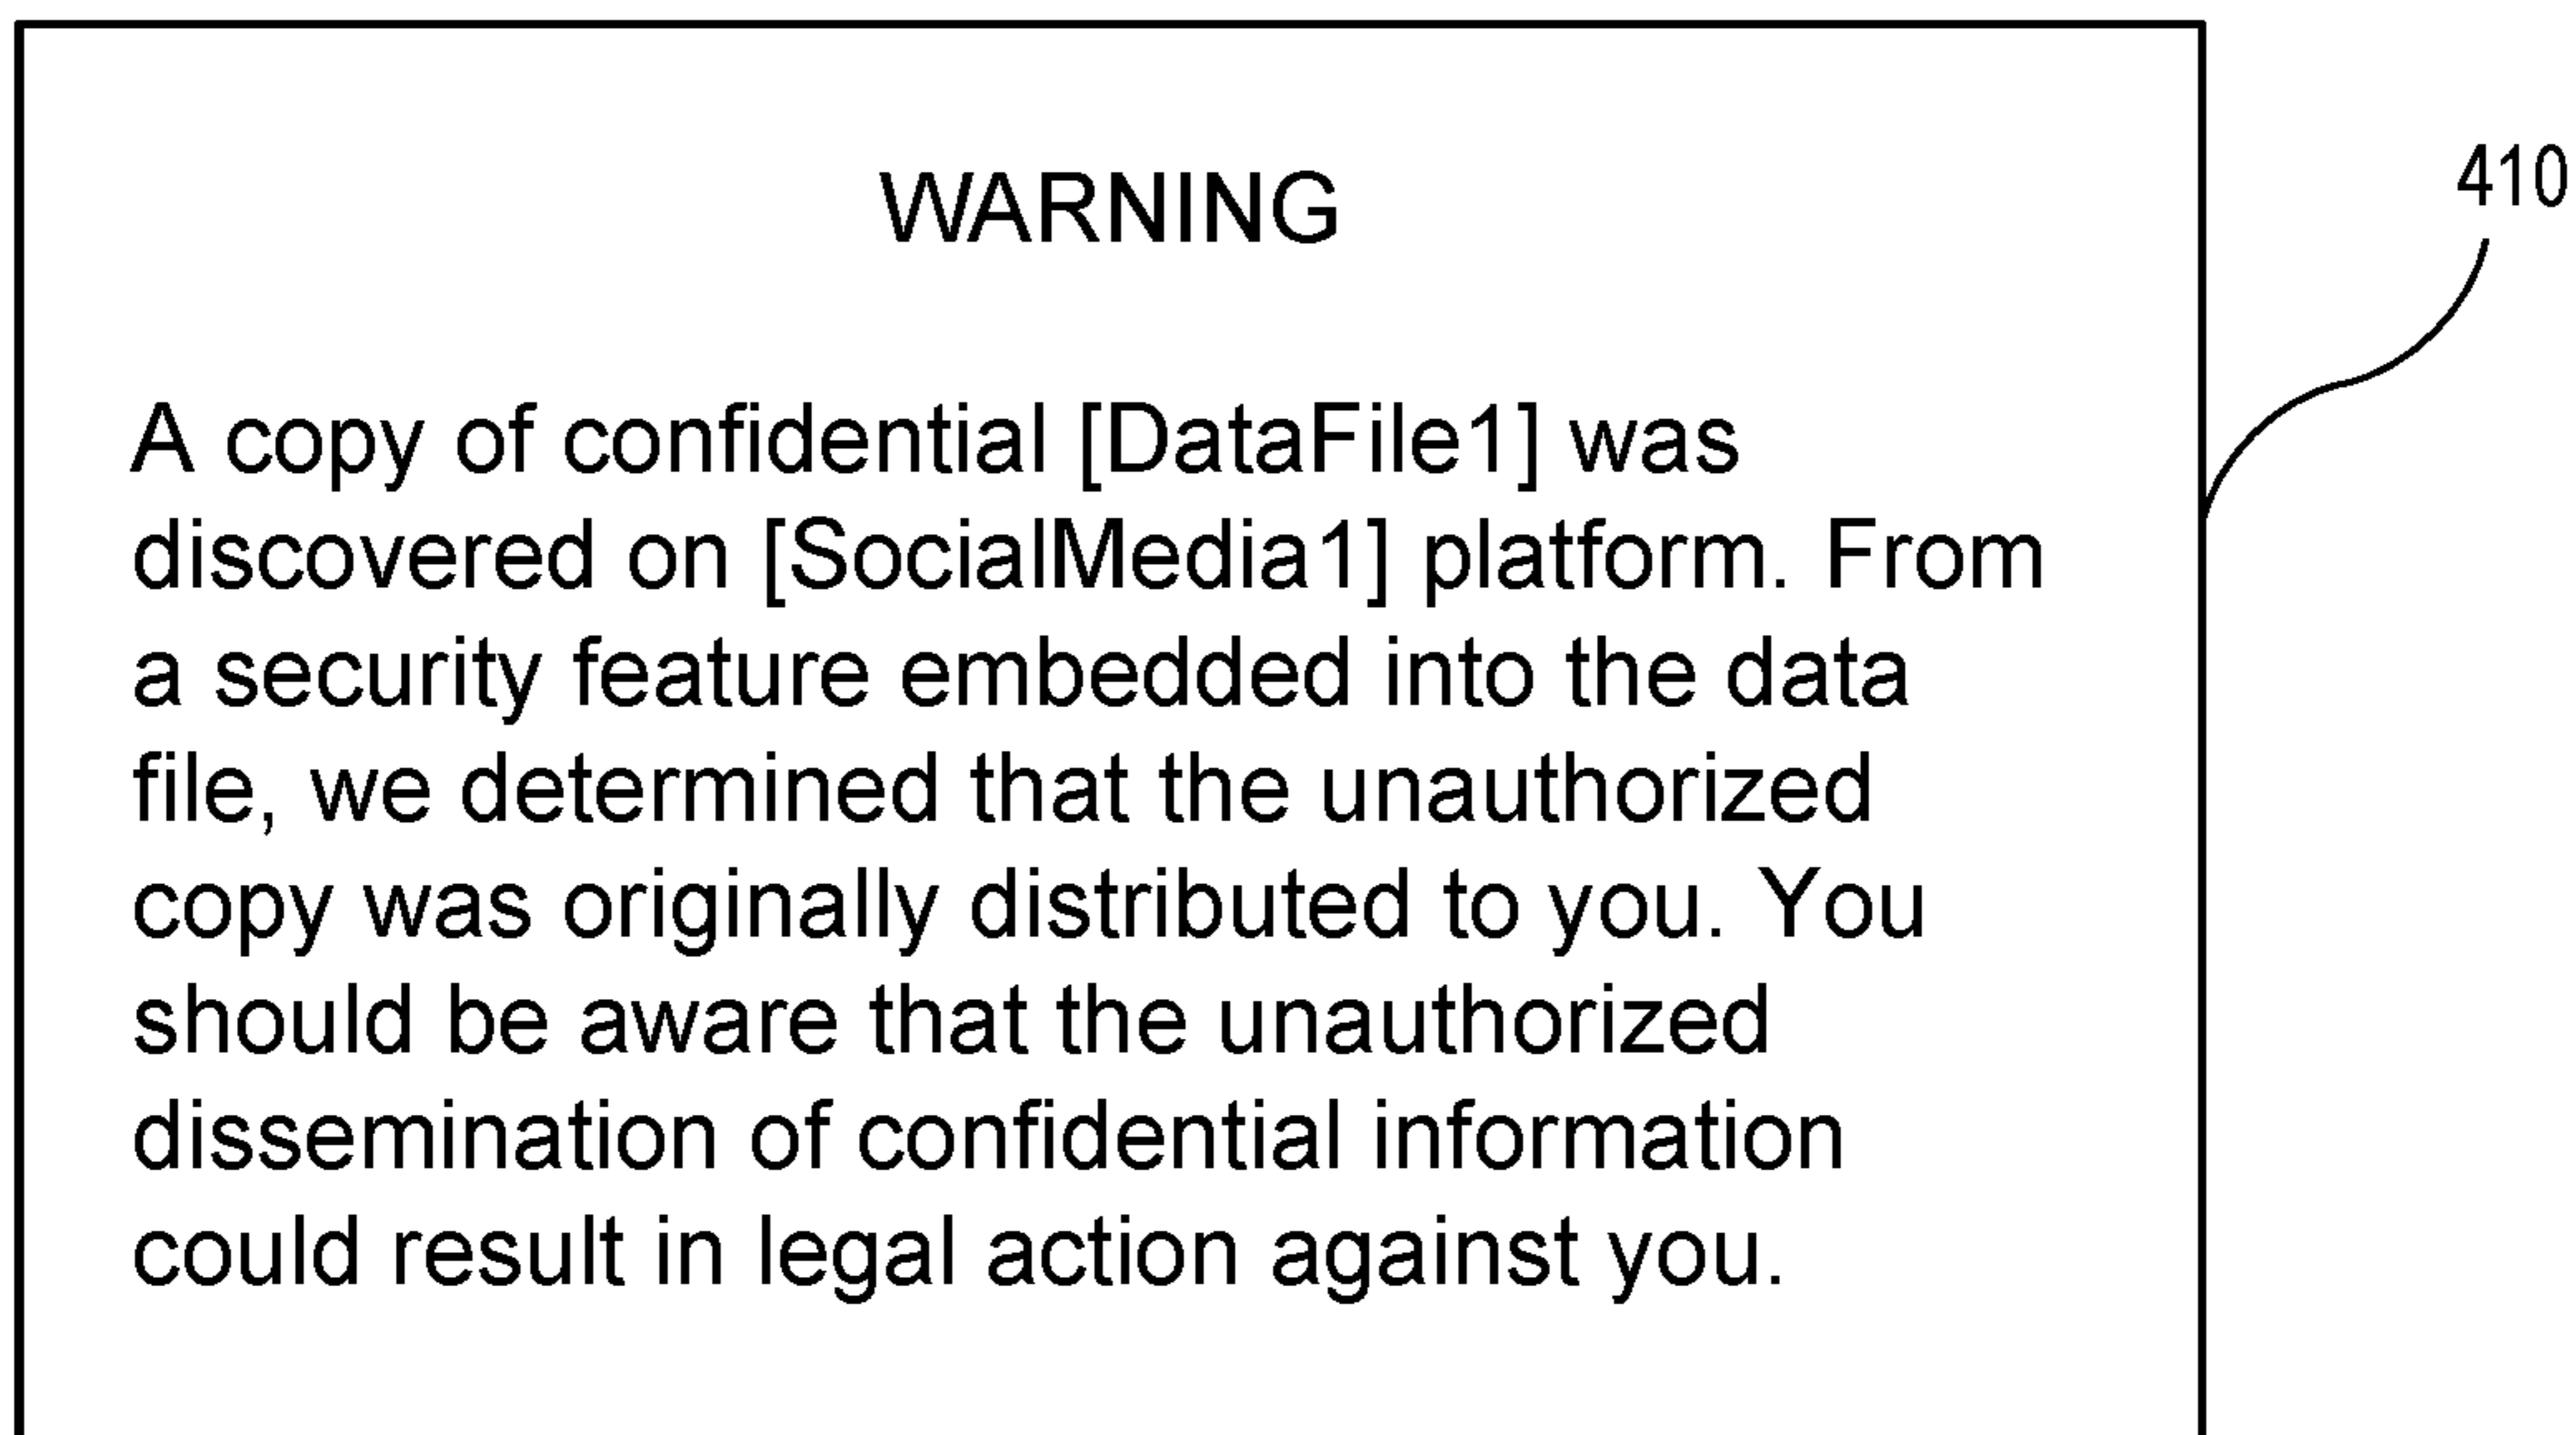 WARNING
410
A copy of confidential [DataFile1] was
discovered on [SocialMedia1] platform. From
a security feature embedded into the data
file, we determined that the unauthorized
copy was originally distributed to you. You
should be aware that the unauthorized
dissemination of confidential information
could result in legal action against you.